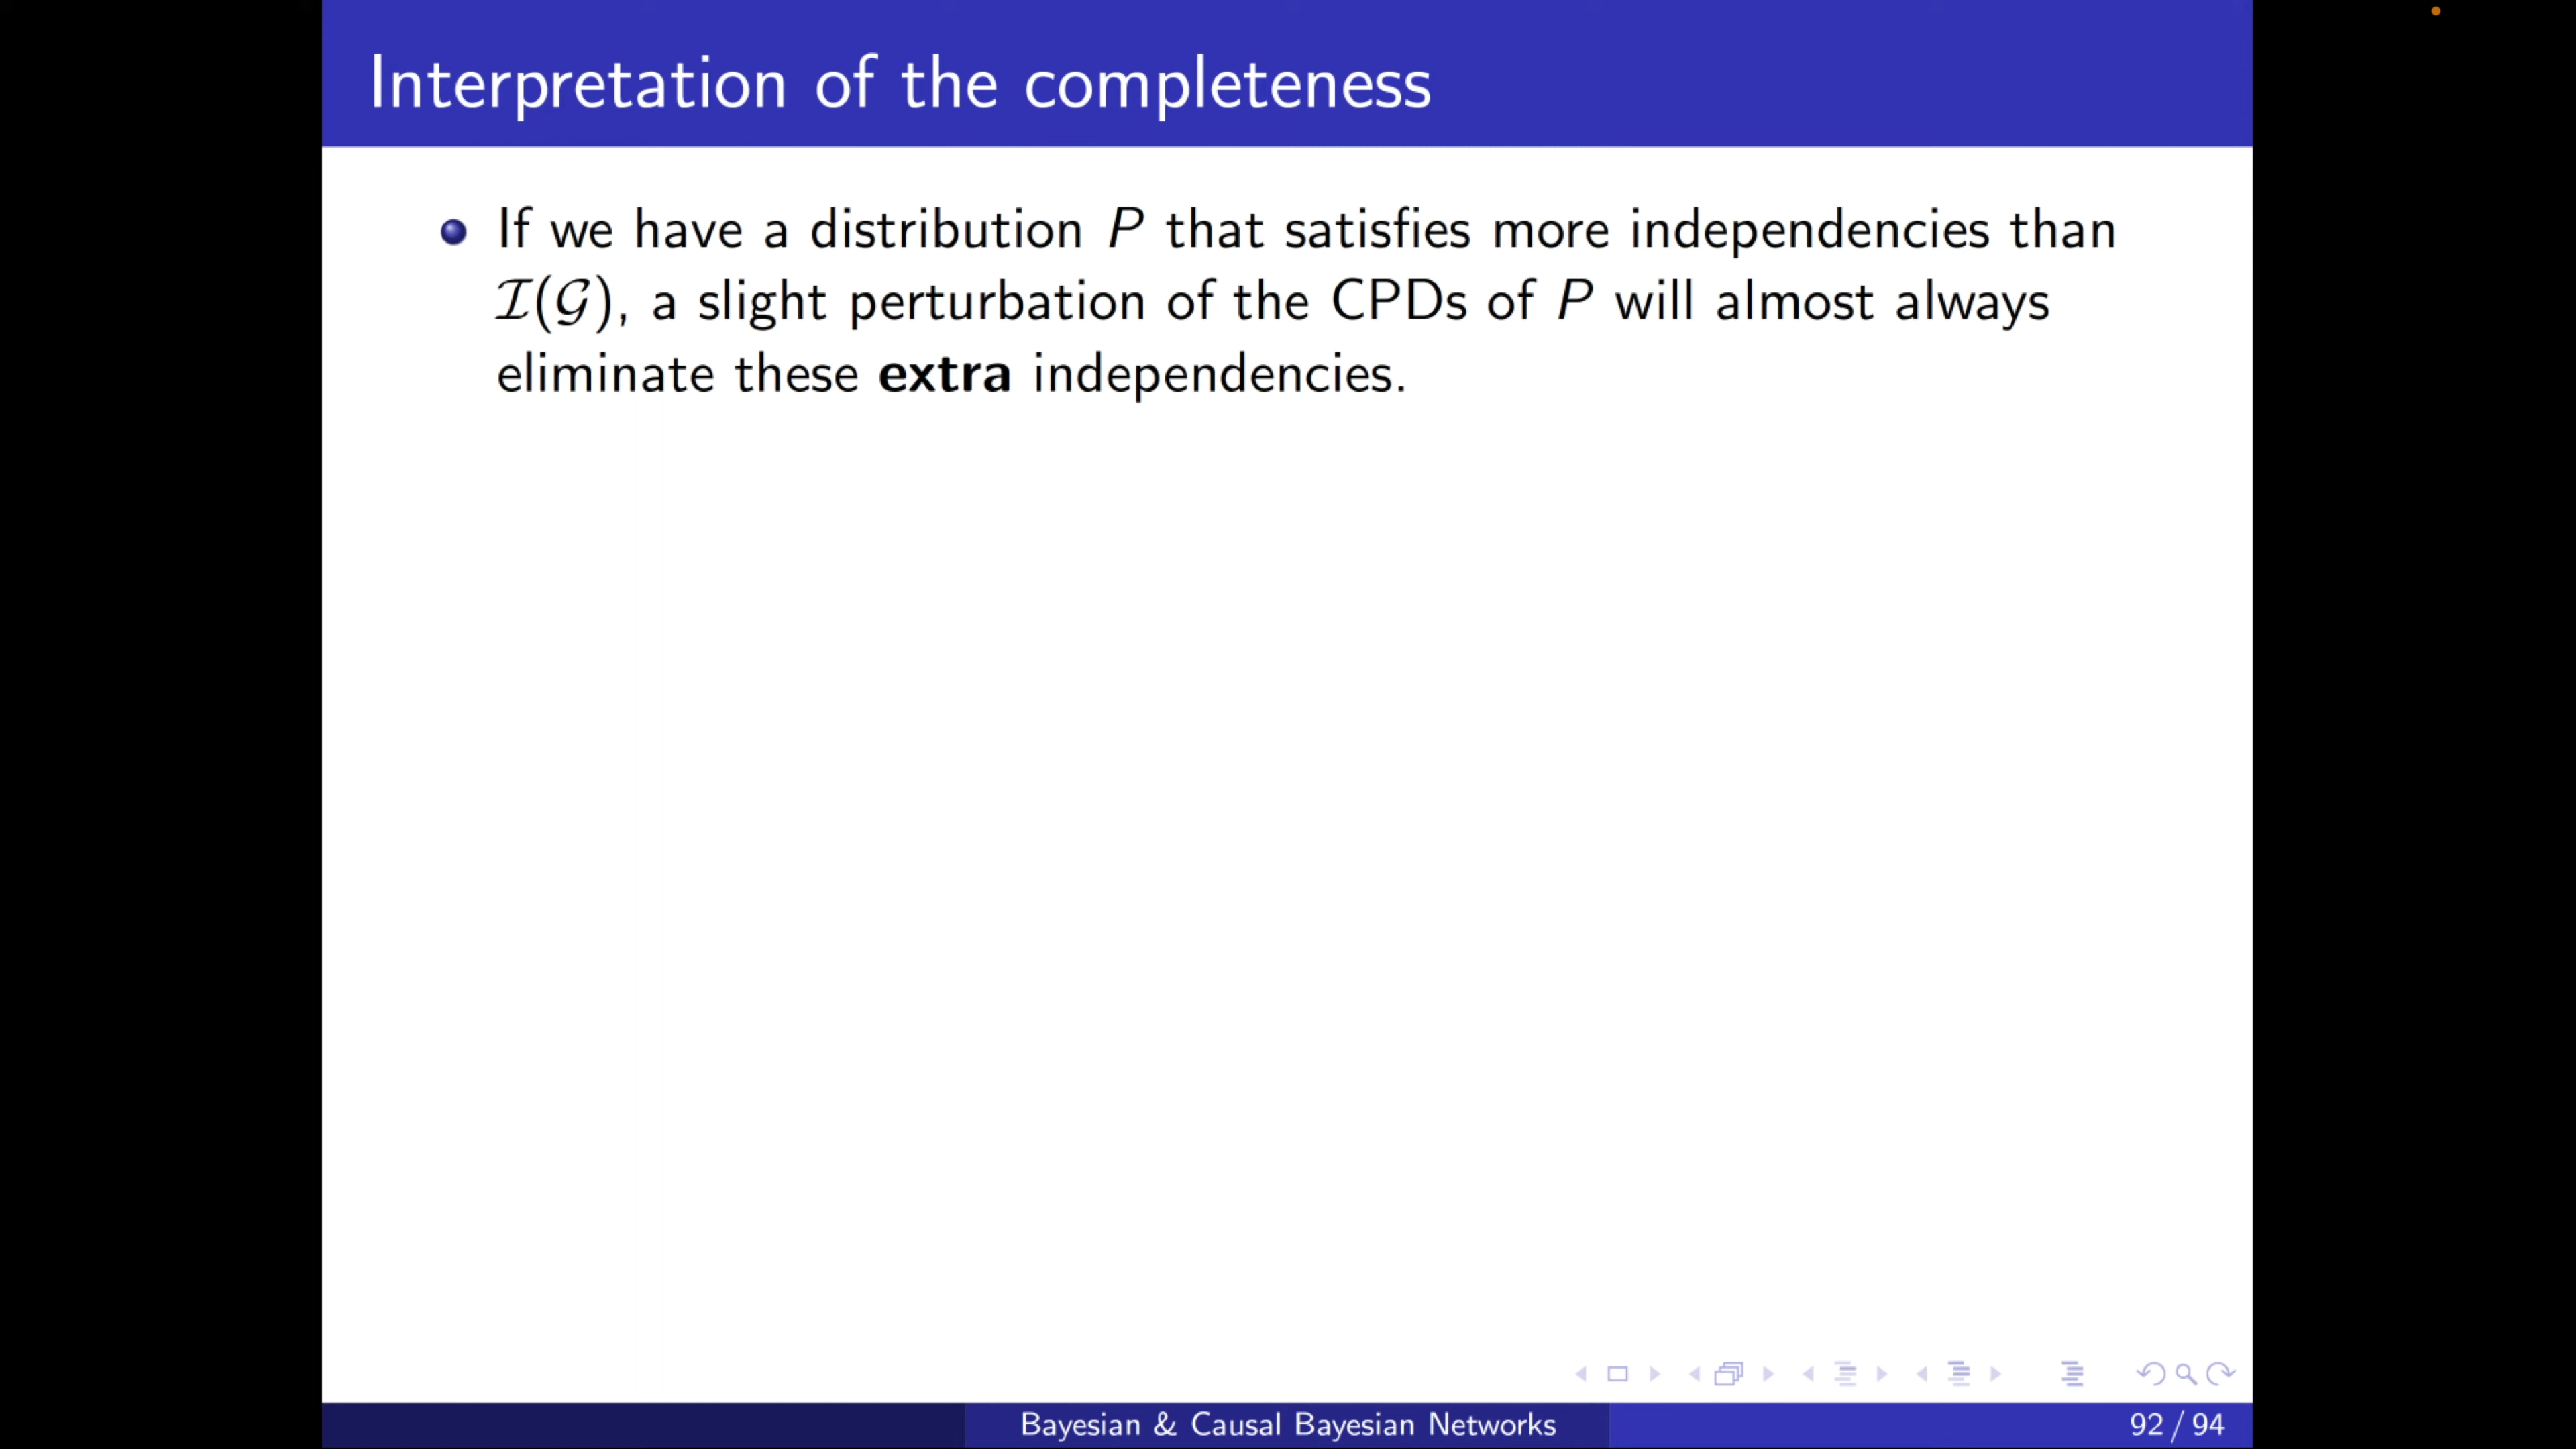 Interpretation of the completeness
If we have a distribution P that satisfies more independencies than
ℐ(𝒢), a slight perturbation of the CPDs of P will almost always
eliminate these extra independencies.
Bayesian & Causal Bayesian Networks
92 / 94